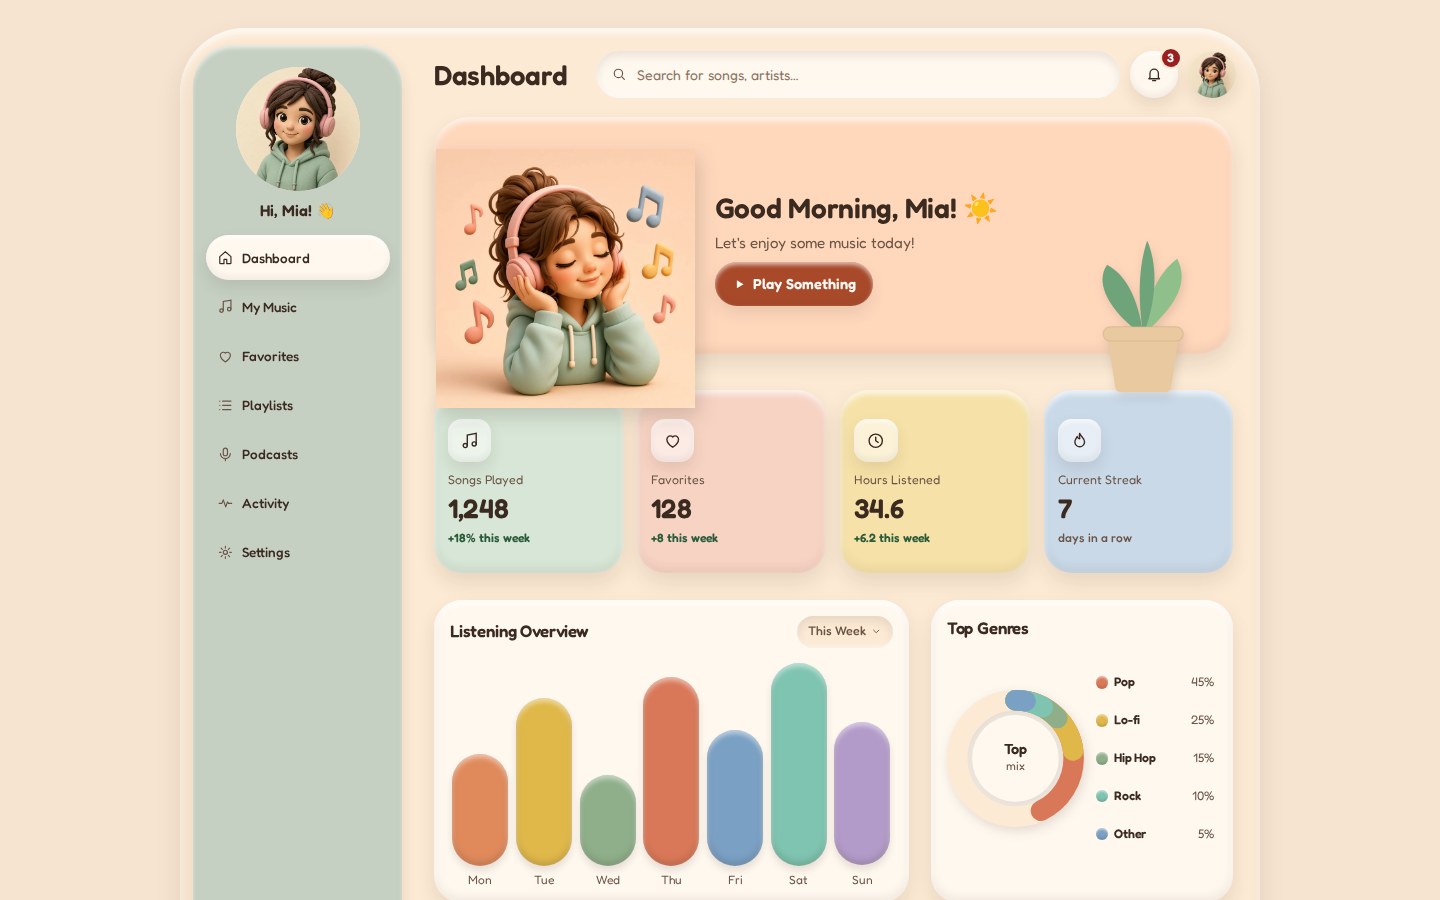 Hi, Mia! 👋
Dashboard
My Music
Favorites
Playlists
Podcasts
Activity
Settings
Dashboard
Search for songs, artists...
3
Good Morning, Mia! ☀️
Let's enjoy some music today!
Play Something
Songs Played
1,248
+18% this week
Favorites
128
+8 this week
Hours Listened
34.6
+6.2 this week
Current Streak
7
days in a row
Listening Overview
This Week
Mon Tue Wed Thu Fri Sat Sun
Top Genres
Top
mix
Pop 45%
Lo-fi 25%
Hip Hop 15%
Rock 10%
Other 5%